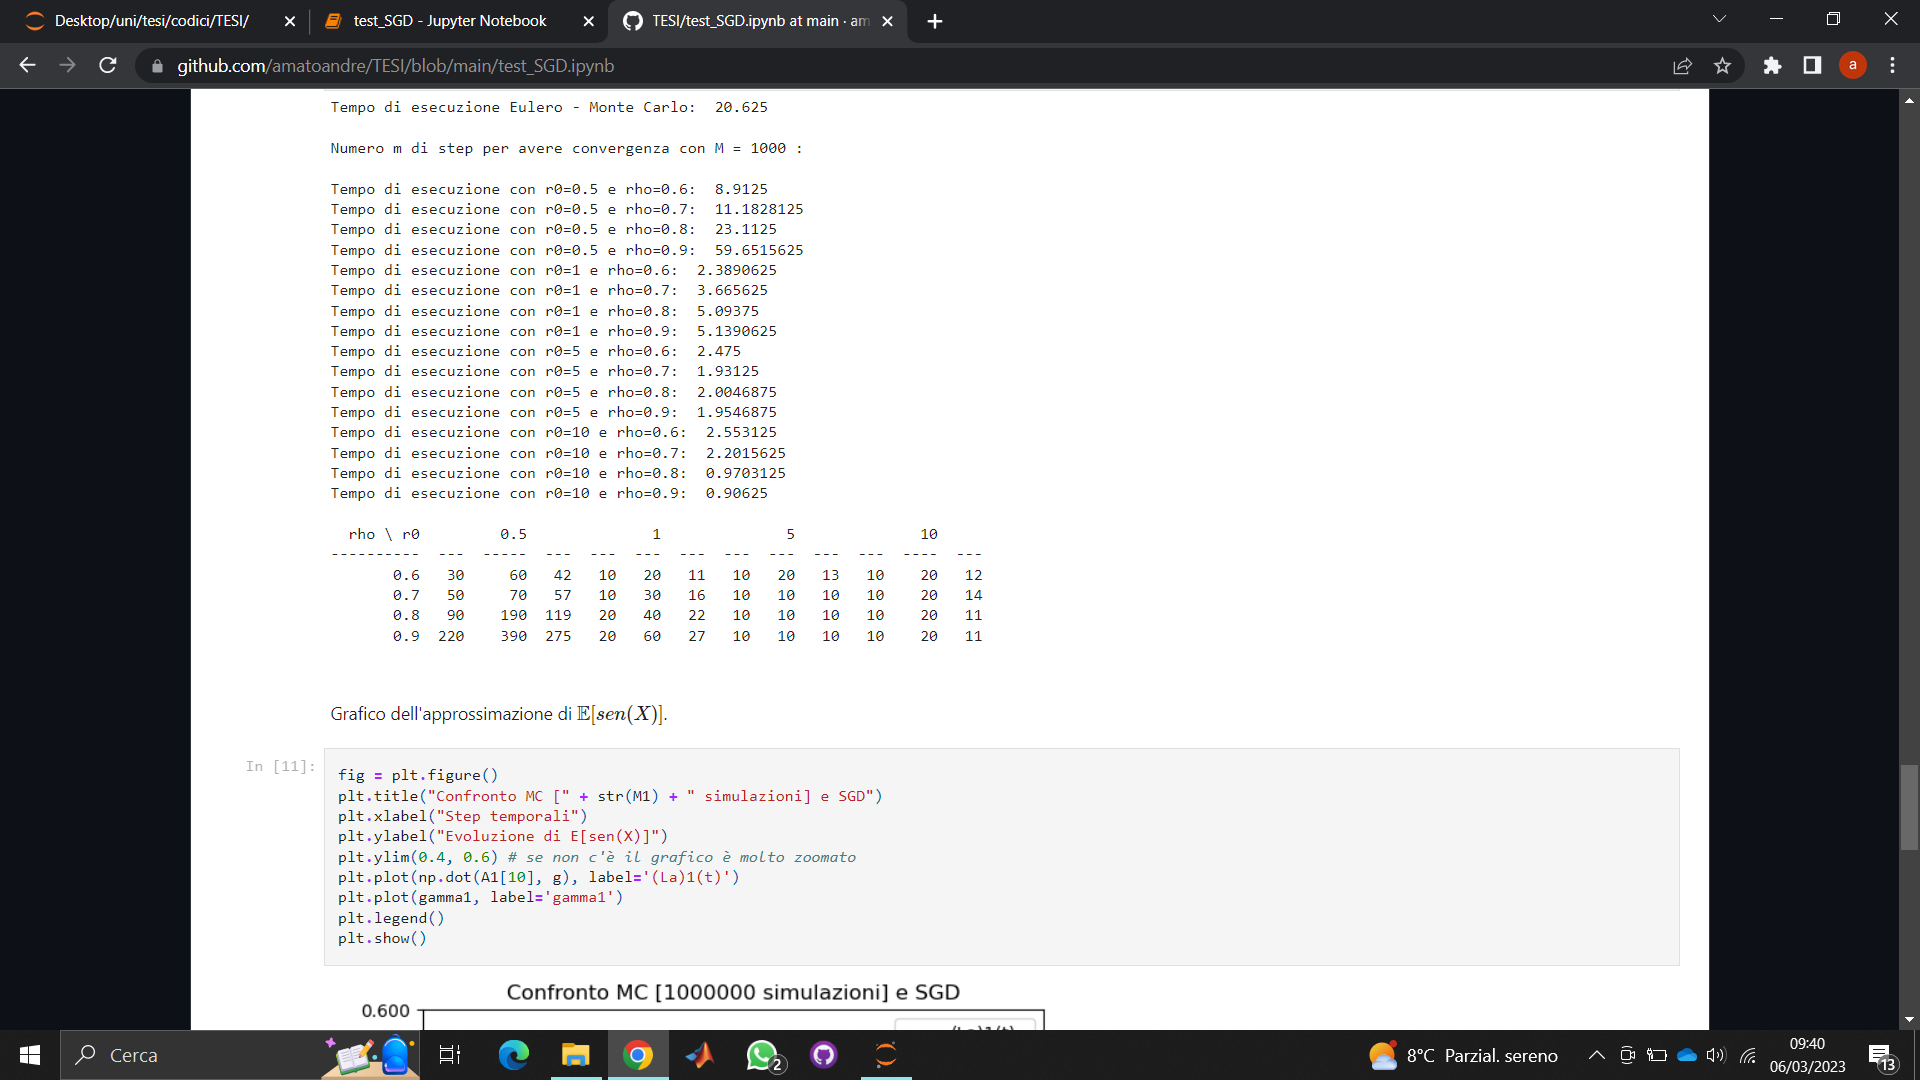 Desktop/uni/tesi/codici/TESI/
test_SGD - Jupyter Notebook
TESI/test_SGD.ipynb at main · am
github.com/amatoandre/TESI/blob/main/test_SGD.ipynb
a
Tempo di esecuzione Eulero - Monte Carlo:  20.625
Numero m di step per avere convergenza con M = 1000 :
Tempo di esecuzione con r0=0.5 e rho=0.6:  8.9125
Tempo di esecuzione con r0=0.5 e rho=0.7:  11.1828125
Tempo di esecuzione con r0=0.5 e rho=0.8:  23.1125
Tempo di esecuzione con r0=0.5 e rho=0.9:  59.6515625
Tempo di esecuzione con r0=1 e rho=0.6:  2.3890625
Tempo di esecuzione con r0=1 e rho=0.7:  3.665625
Tempo di esecuzione con r0=1 e rho=0.8:  5.09375
Tempo di esecuzione con r0=1 e rho=0.9:  5.1390625
Tempo di esecuzione con r0=5 e rho=0.6:  2.475
Tempo di esecuzione con r0=5 e rho=0.7:  1.93125
Tempo di esecuzione con r0=5 e rho=0.8:  2.0046875
Tempo di esecuzione con r0=5 e rho=0.9:  1.9546875
Tempo di esecuzione con r0=10 e rho=0.6:  2.553125
Tempo di esecuzione con r0=10 e rho=0.7:  2.2015625
Tempo di esecuzione con r0=10 e rho=0.8:  0.9703125
Tempo di esecuzione con r0=10 e rho=0.9:  0.90625
rho \ r0 0.5 1 5 10
---------- --- ----- --- --- --- --- --- --- --- --- ---- ---
0.6 30 60 42 10 20 11 10 20 13 10 20 12
0.7 50 70 57 10 30 16 10 10 10 10 20 14
0.8 90 190 119 20 40 22 10 10 10 10 20 11
0.9 220 390 275 20 60 27 10 10 10 10 20 11
Grafico dell'approssimazione di 𝔼[sen(X)].
In [11]:
fig = plt.figure()
plt.title("Confronto MC [" + str(M1) + " simulazioni] e SGD")
plt.xlabel("Step temporali")
plt.ylabel("Evoluzione di E[sen(X)]")
plt.ylim(0.4, 0.6) # se non c'è il grafico è molto zoomato
plt.plot(np.dot(A1[10], g), label='(La)1(t)')
plt.plot(gamma1, label='gamma1')
plt.legend()
plt.show()
Confronto MC [1000000 simulazioni] e SGD
0.600
(La)1(t)
Cerca
2
8°C Parzial. sereno
09:40
06/03/2023
13